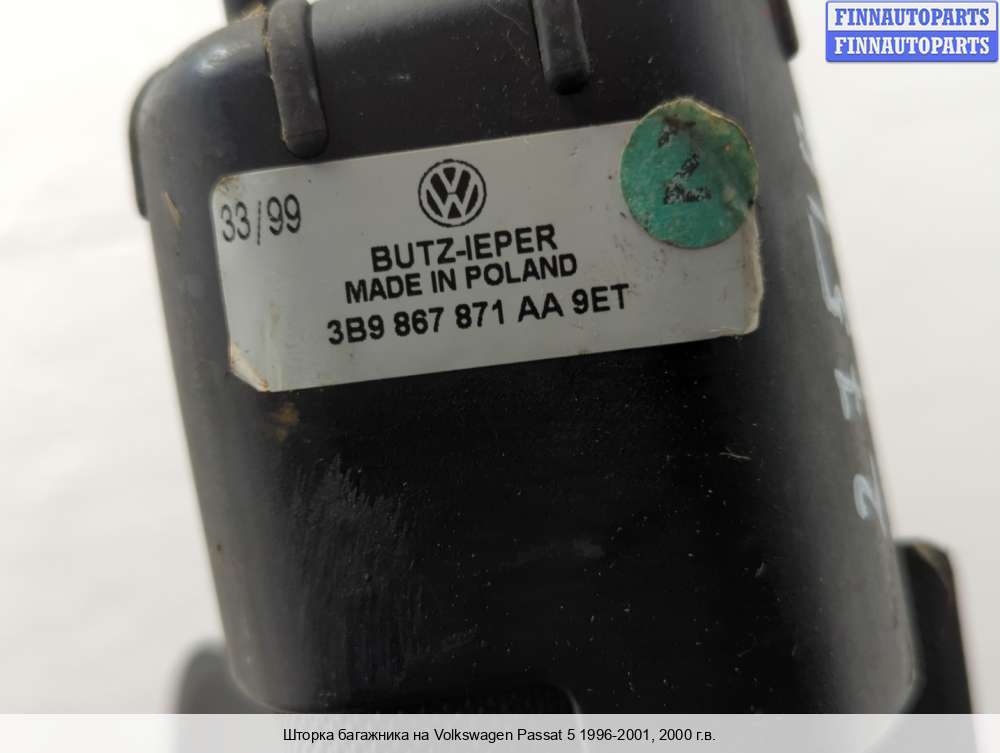 FINNAUTOPARTS
FINNAUTOPARTS
33/99
BUTZ-IEPER
MADE IN POLAND
3B9 867 871 AA 9ET
2
Шторка багажника на Volkswagen Passat 5 1996-2001, 2000 г.в.